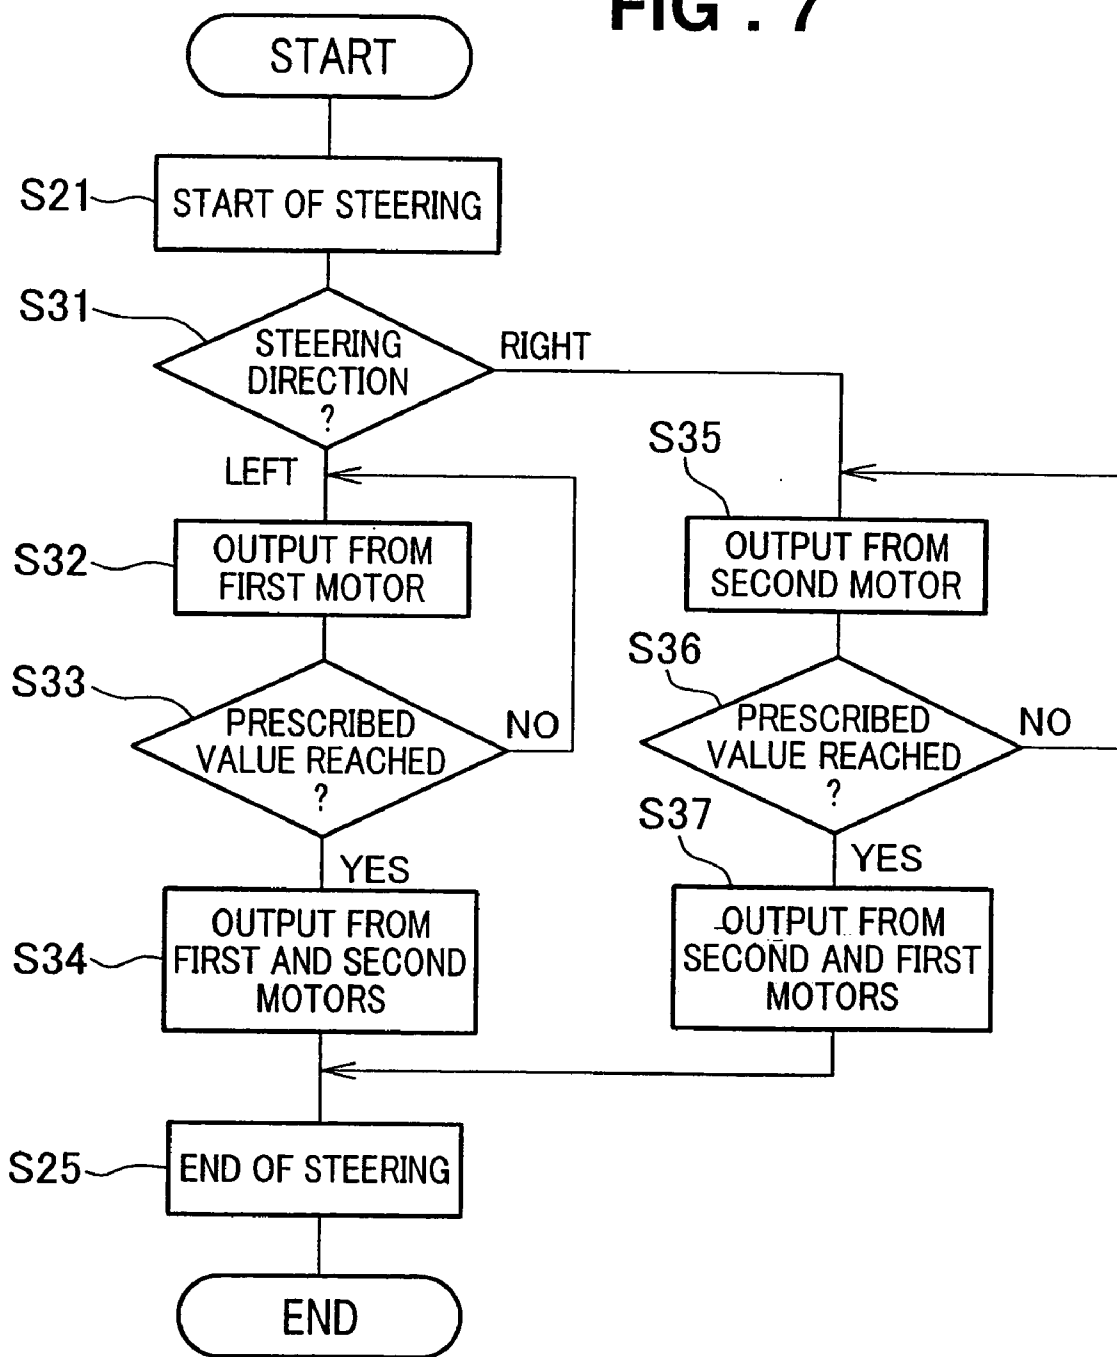 FIG . 7
START
S21
START OF STEERING
S31
STEERING
DIRECTION
?
RIGHT
LEFT
S32
OUTPUT FROM
FIRST MOTOR
S33
PRESCRIBED
VALUE REACHED
?
NO
YES
S34
OUTPUT FROM
FIRST AND SECOND
MOTORS
S35
OUTPUT FROM
SECOND MOTOR
S36
PRESCRIBED
VALUE REACHED
?
NO
YES
S37
OUTPUT FROM
SECOND AND FIRST
MOTORS
S25
END OF STEERING
END